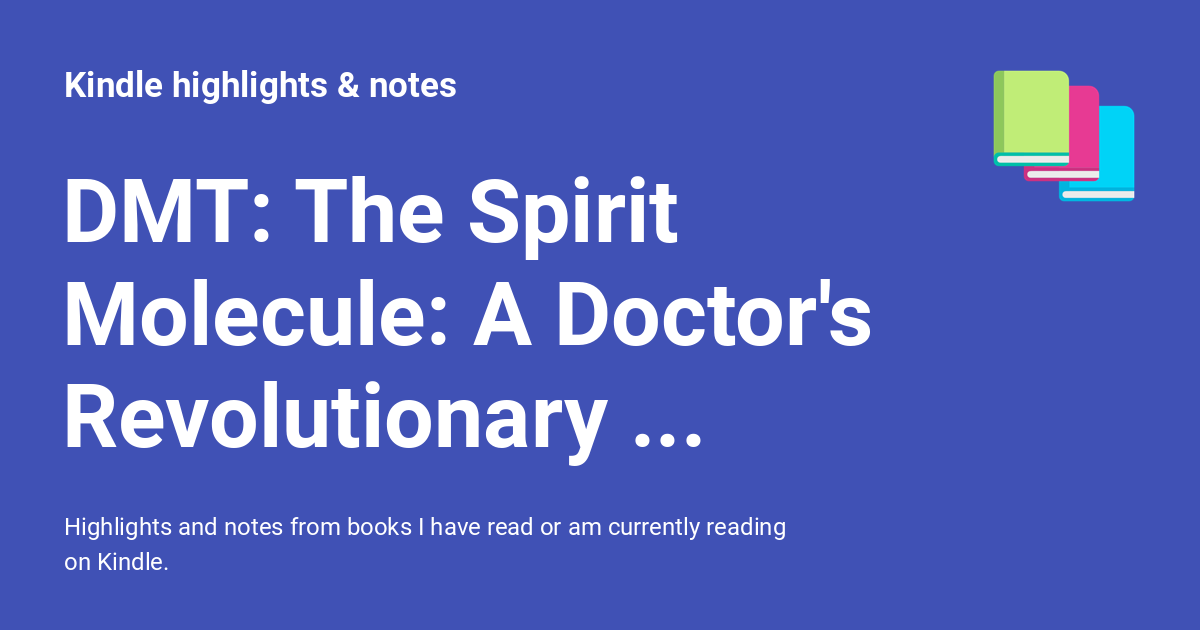 Kindle highlights & notes
DMT: The Spirit
Molecule: A Doctor's
Revolutionary ...
Highlights and notes from books I have read or am currently reading
on Kindle.